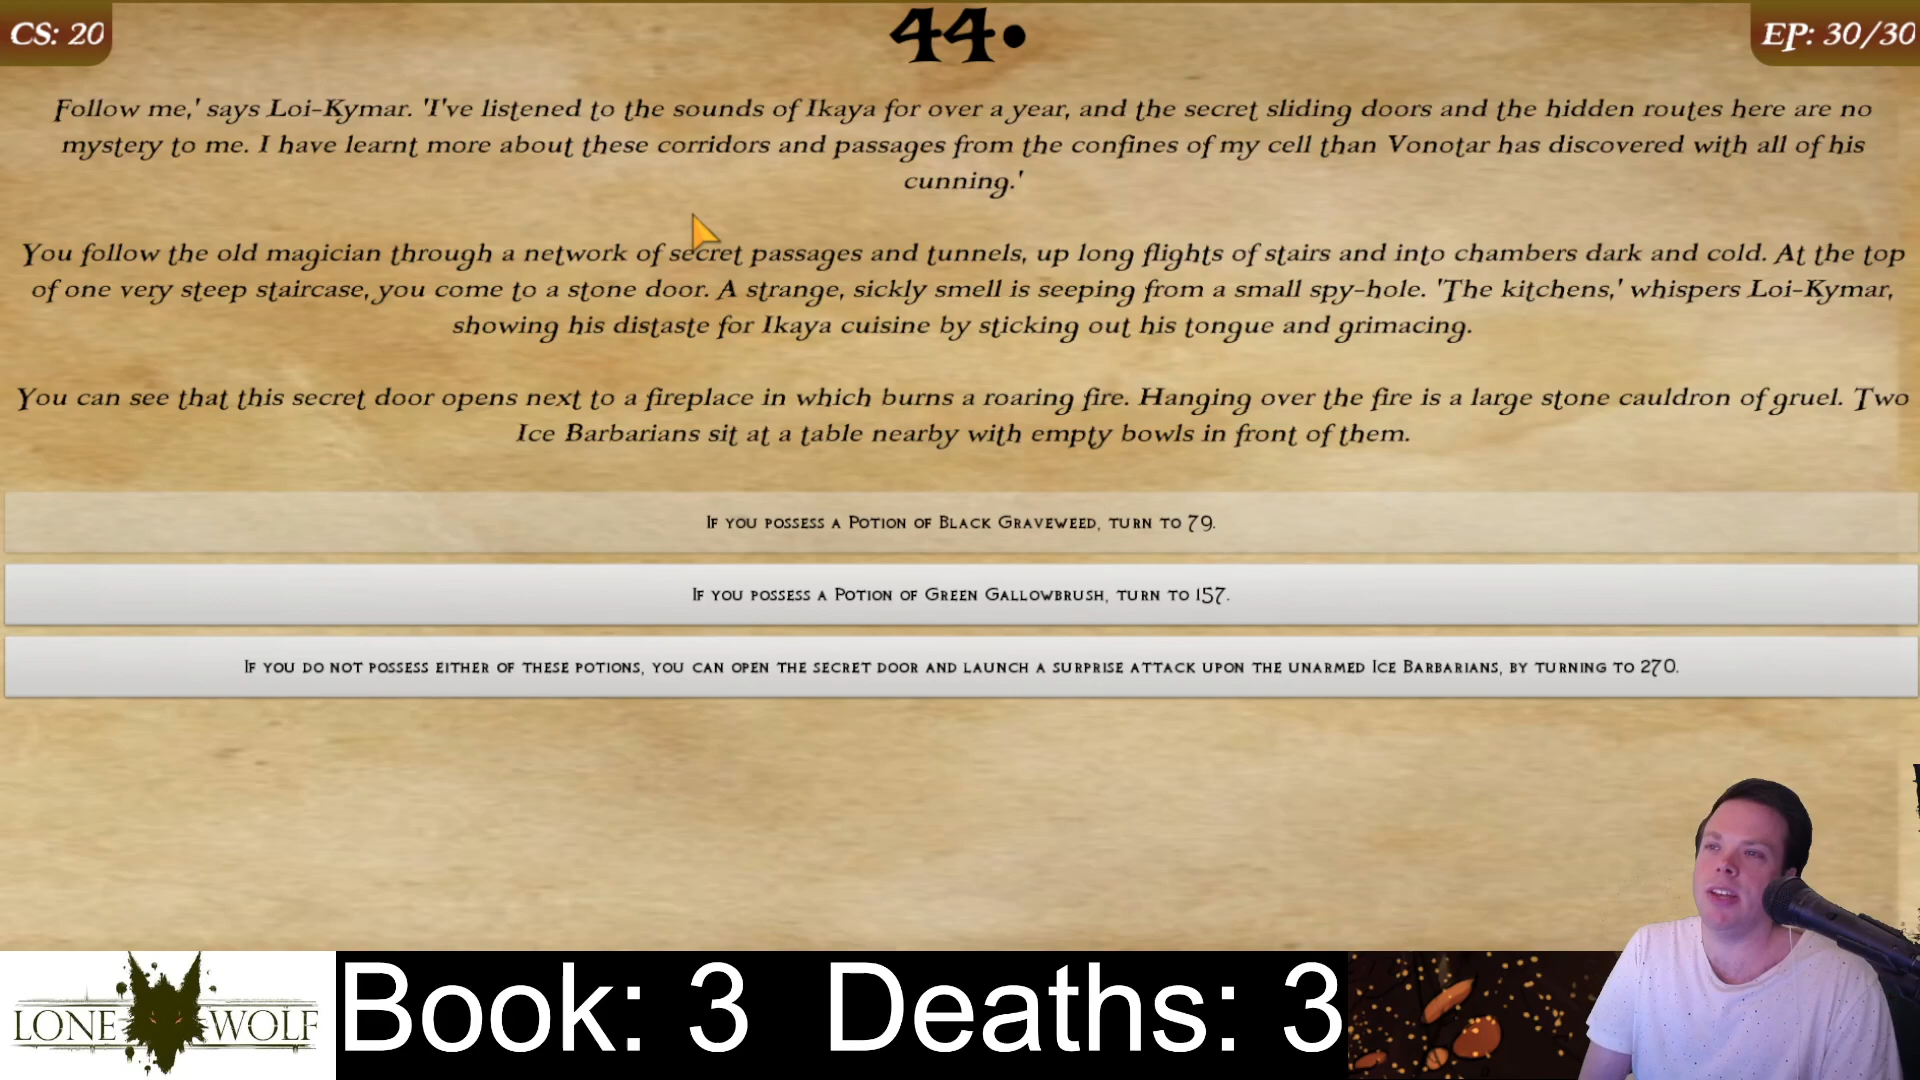 CS: 20
44•
EP: 30/30
Follow me,' says Loi-Kymar. 'I've listened to the sounds of Ikaya for over a year, and the secret sliding doors and the hidden routes here are no
mystery to me. I have learnt more about these corridors and passages from the confines of my cell than Vonotar has discovered with all of his
cunning.'
You follow the old magician through a network of secret passages and tunnels, up long flights of stairs and into chambers dark and cold. At the top
of one very steep staircase, you come to a stone door. A strange, sickly smell is seeping from a small spy-hole. 'The kitchens,' whispers Loi-Kymar,
showing his distaste for Ikaya cuisine by sticking out his tongue and grimacing.
You can see that this secret door opens next to a fireplace in which burns a roaring fire. Hanging over the fire is a large stone cauldron of gruel. Two
Ice Barbarians sit at a table nearby with empty bowls in front of them.
If you possess a Potion of Black Graveweed, turn to 79.
If you possess a Potion of Green Gallowbrush, turn to 157.
If you do not possess either of these potions, you can open the secret door and launch a surprise attack upon the unarmed Ice Barbarians, by turning to 270.
LONE WOLF
Book: 3 Deaths: 3